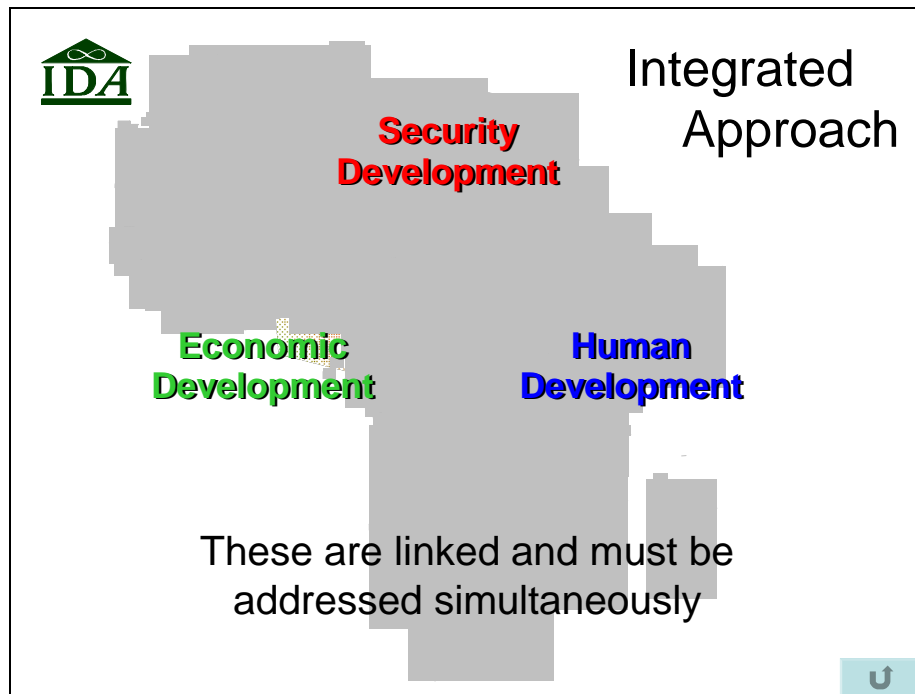 IDA
Integrated
Approach
Security
Development
Economic
Development
Human
Development
These are linked and must be
addressed simultaneously